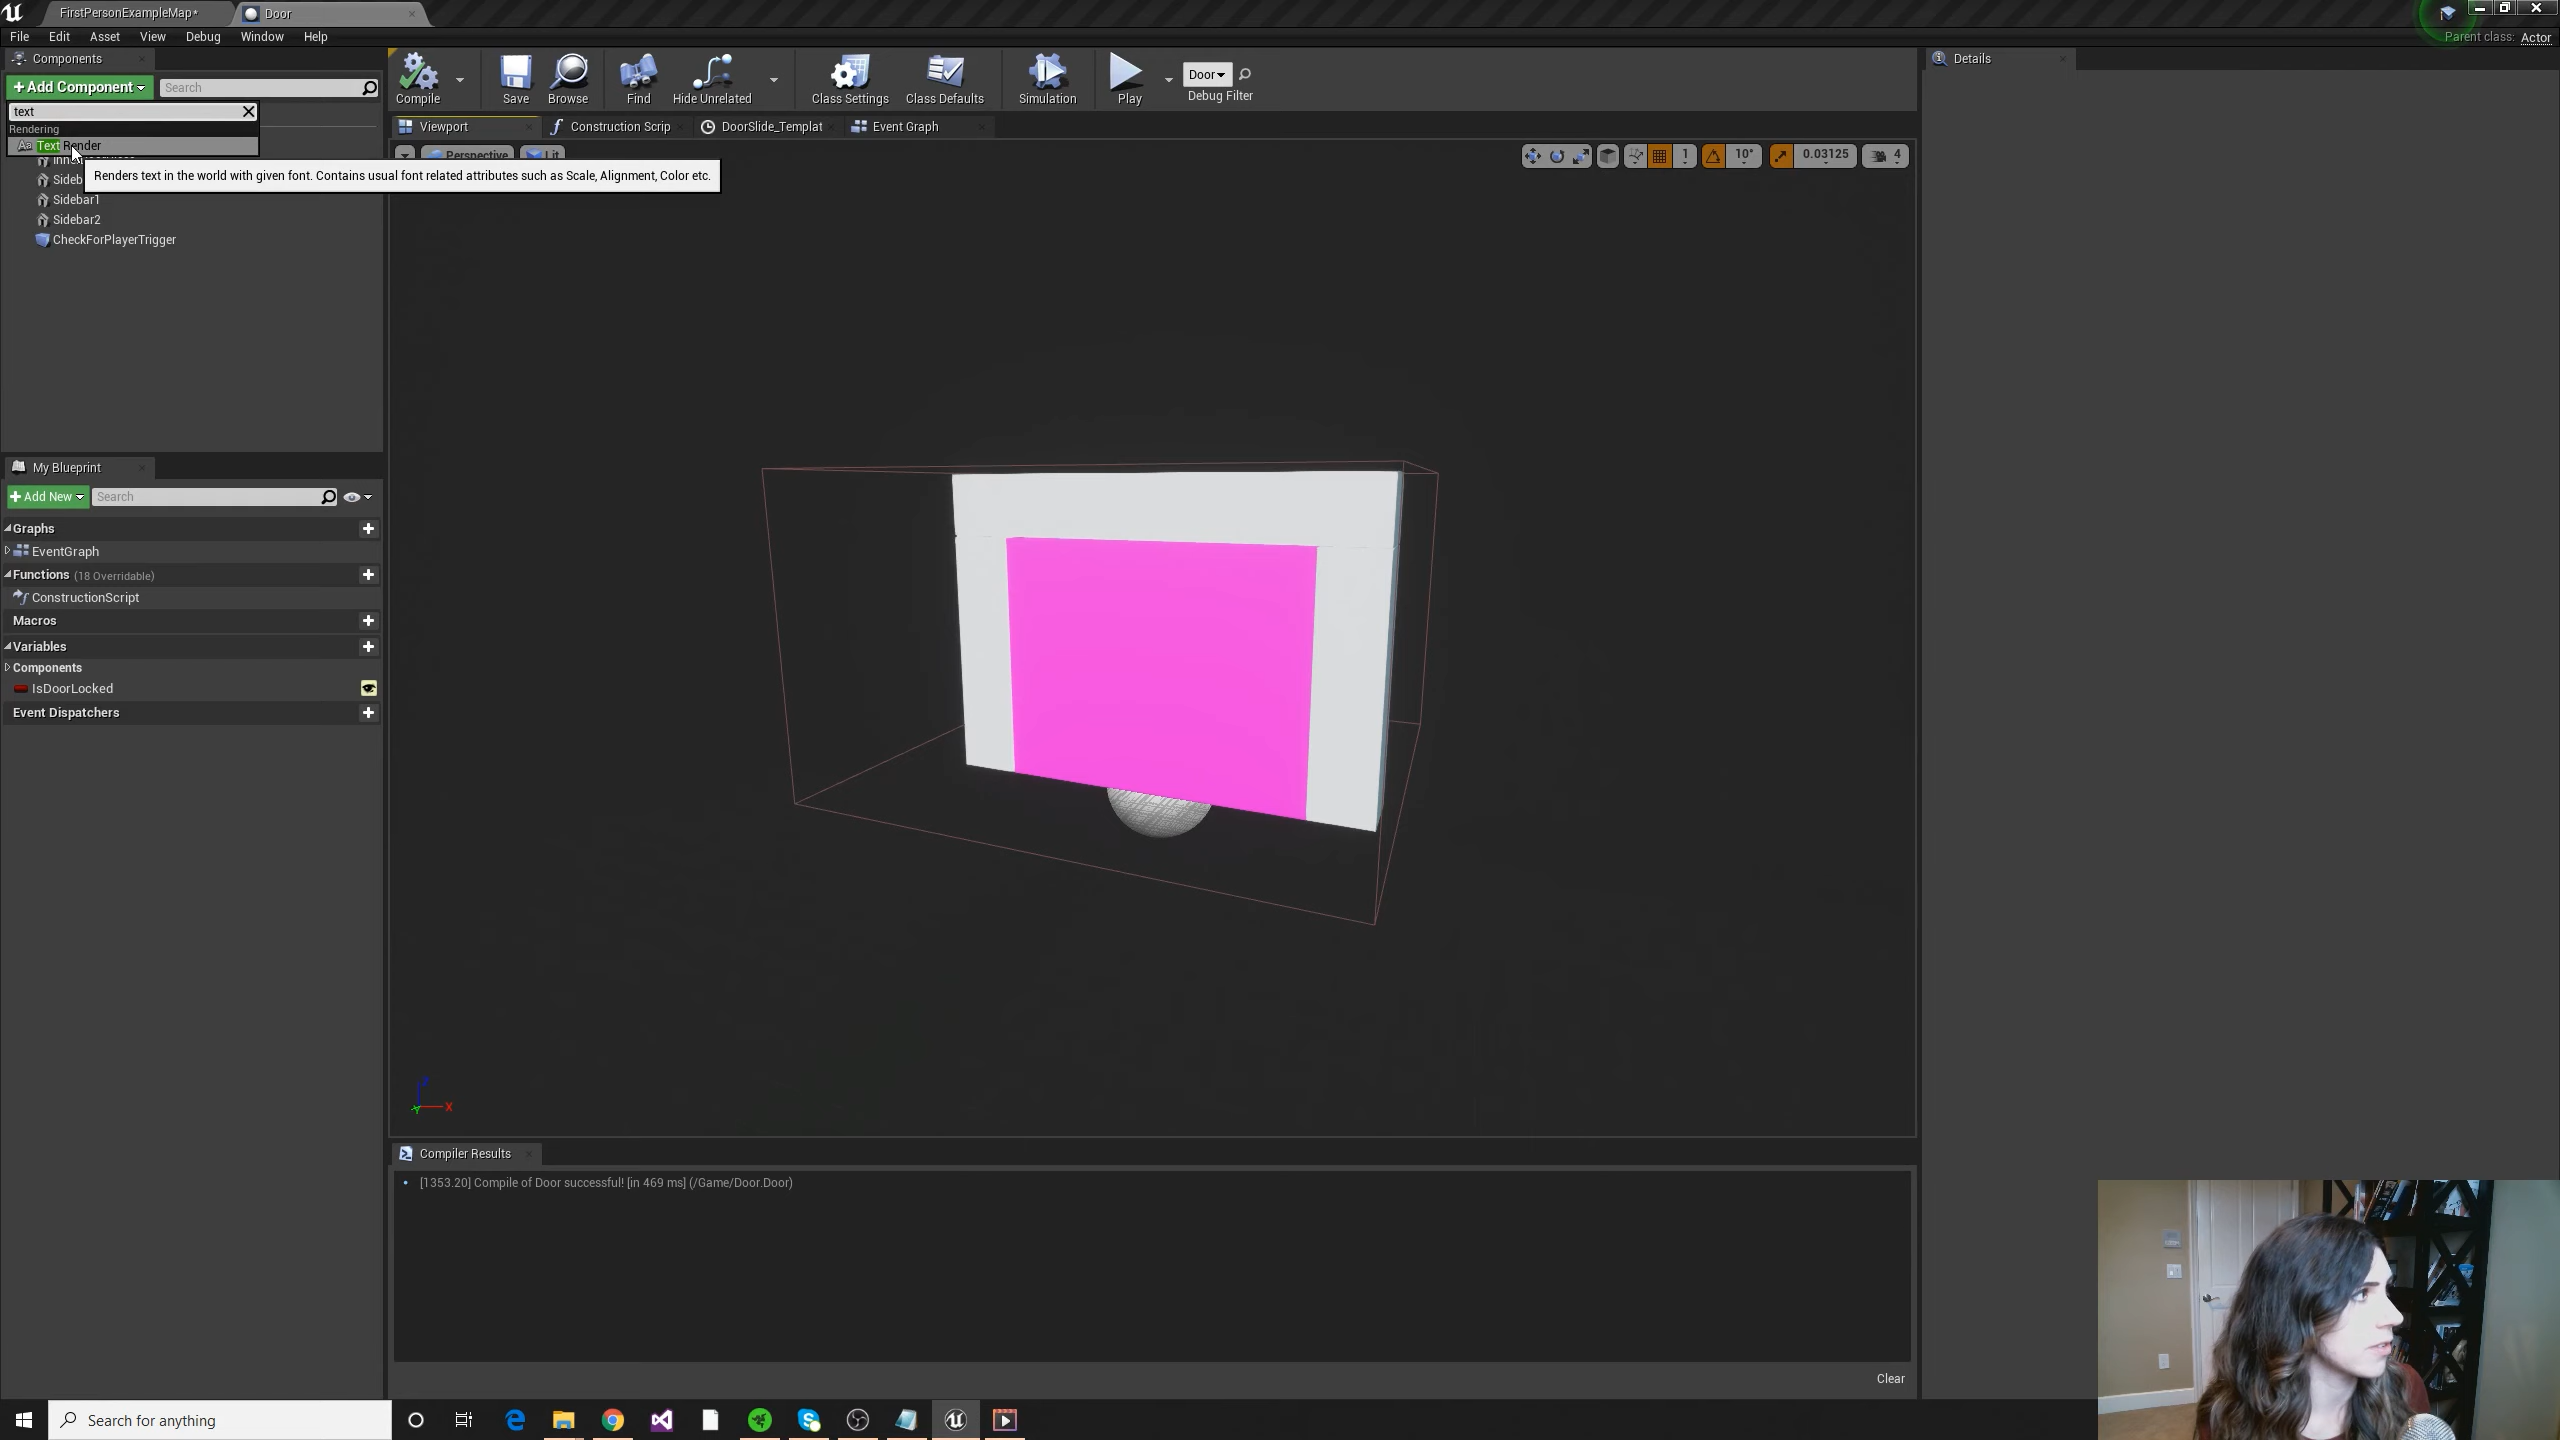 FirstPersonExampleMap*
Door
File Edit Asset View Debug Window Help
Parent class: Actor
Components
+Add Component
Search
text
Rendering
Text Render
Renders text in the world with given font. Contains usual font related attributes such as Scale, Alignment, Color etc.
Sideb
Sidebar1
Sidebar2
CheckForPlayerTrigger
Compile
Save
Browse
Find
Hide Unrelated
Class Settings
Class Defaults
Simulation
Play
Door
Debug Filter
Viewport
Construction Scrip
DoorSlide_Templat
Event Graph
Perspective
Lit
1
10°
0.03125
4
Details
My Blueprint
+Add New
Search
Graphs
EventGraph
Functions (18 Overridable)
ConstructionScript
Macros
Variables
Components
IsDoorLocked
Event Dispatchers
Z
Y
X
Compiler Results
[1353.20] Compile of Door successful! [in 469 ms] (/Game/Door.Door)
Clear
Search for anything